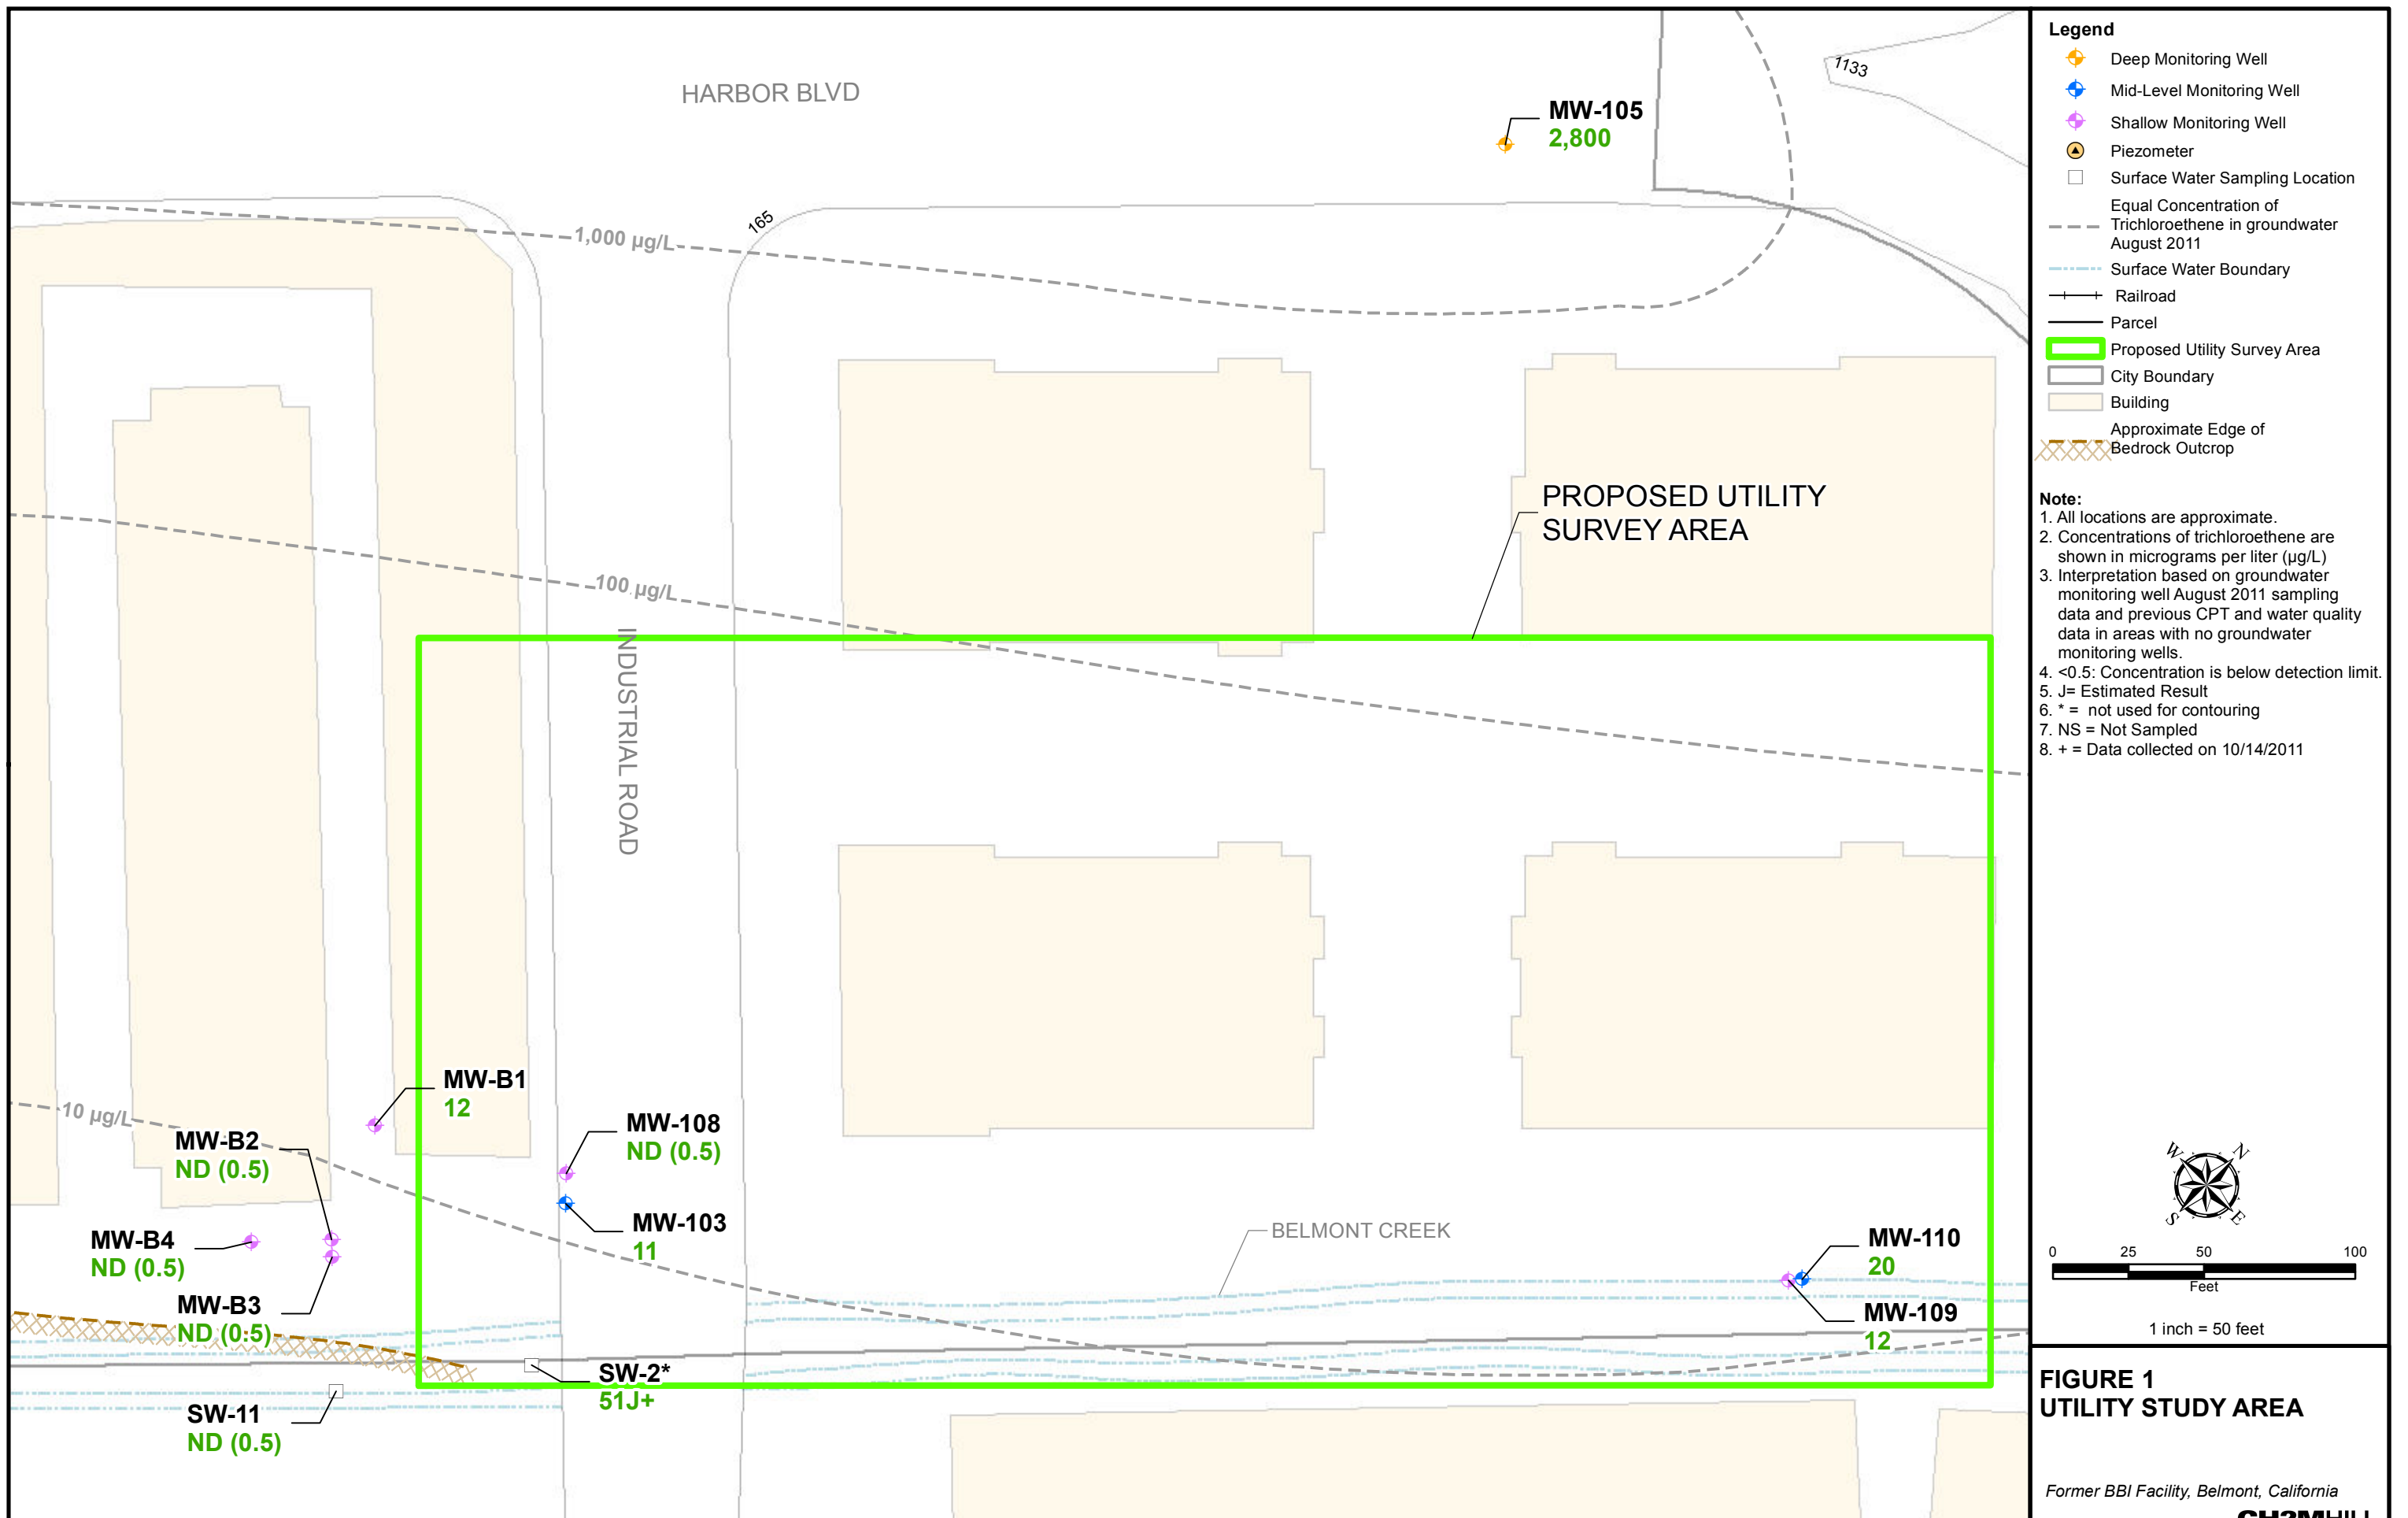 HARBOR BLVD
MW-105
2,800
1133
165
1,000 µg/L
100 µg/L
INDUSTRIAL ROAD
PROPOSED UTILITY
SURVEY AREA
10 µg/L
MW-B1
12
MW-B2
ND (0.5)
MW-108
ND (0.5)
MW-103
11
MW-B4
ND (0.5)
MW-B3
ND (0.5)
BELMONT CREEK
MW-110
20
MW-109
12
SW-2*
51J+
SW-11
ND (0.5)
Legend
Deep Monitoring Well
Mid-Level Monitoring Well
Shallow Monitoring Well
Piezometer
Surface Water Sampling Location
Equal Concentration of
Trichloroethene in groundwater
August 2011
Surface Water Boundary
Railroad
Parcel
Proposed Utility Survey Area
City Boundary
Building
Approximate Edge of
Bedrock Outcrop
Note:
1. All locations are approximate.
2. Concentrations of trichloroethene are
shown in micrograms per liter (µg/L)
3. Interpretation based on groundwater
monitoring well August 2011 sampling
data and previous CPT and water quality
data in areas with no groundwater
monitoring wells.
4. <0.5: Concentration is below detection limit.
5. J= Estimated Result
6. * = not used for contouring
7. NS = Not Sampled
8. + = Data collected on 10/14/2011
W N
S E
0 25 50 100
Feet
1 inch = 50 feet
FIGURE 1
UTILITY STUDY AREA
Former BBI Facility, Belmont, California
CH2MHILL